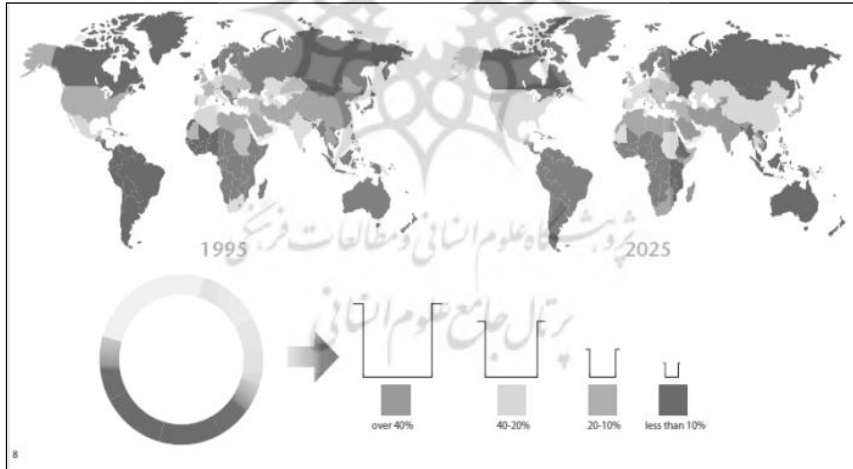 1995
2025
پژوهشگاه علوم انسانی و مطالعات فرهنگی
پرتال جامع علوم انسانی
over 40%
40-20%
20-10%
less than 10%
8